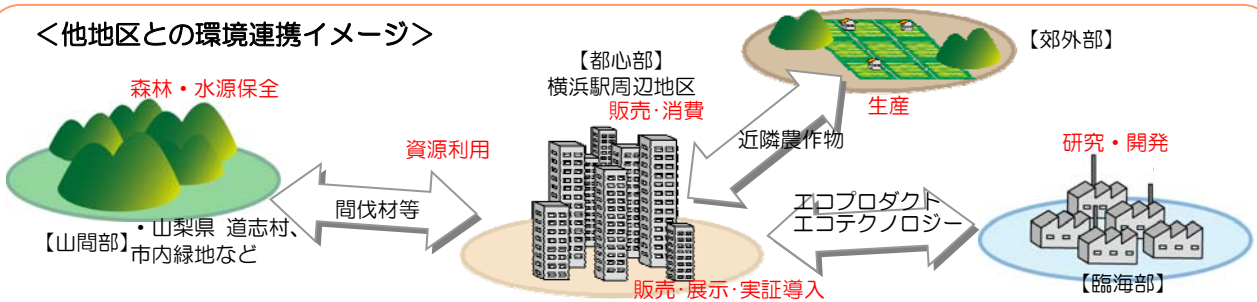 ＜他地区との環境連携イメージ＞
森林・水源保全
【山間部】
・山梨県 道志村、
市内緑地など
資源利用
間伐材等
【都心部】
横浜駅周辺地区
販売・消費
販売・展示・実証導入
近隣農作物
【郊外部】
生産
エコプロダクト
エコテクノロジー
研究・開発
【臨海部】